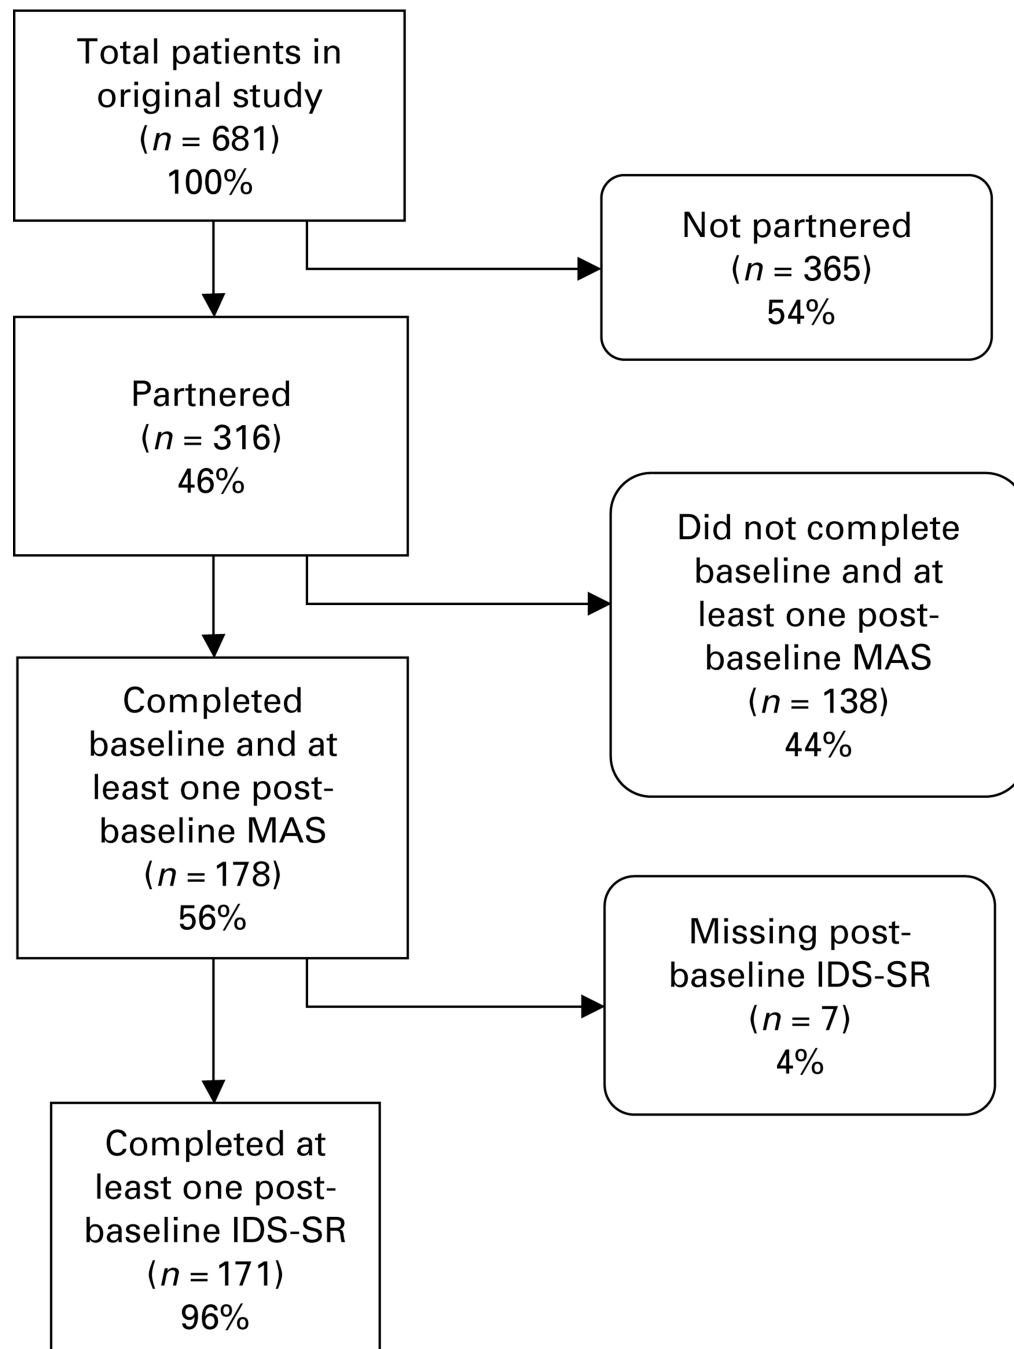 Total patients in
original study
(n = 681)
100%
Not partnered
(n = 365)
54%
Partnered
(n = 316)
46%
Did not complete
baseline and at
least one post-
baseline MAS
(n = 138)
44%
Completed
baseline and at
least one post-
baseline MAS
(n = 178)
56%
Missing post-
baseline IDS-SR
(n = 7)
4%
Completed at
least one post-
baseline IDS-SR
(n = 171)
96%